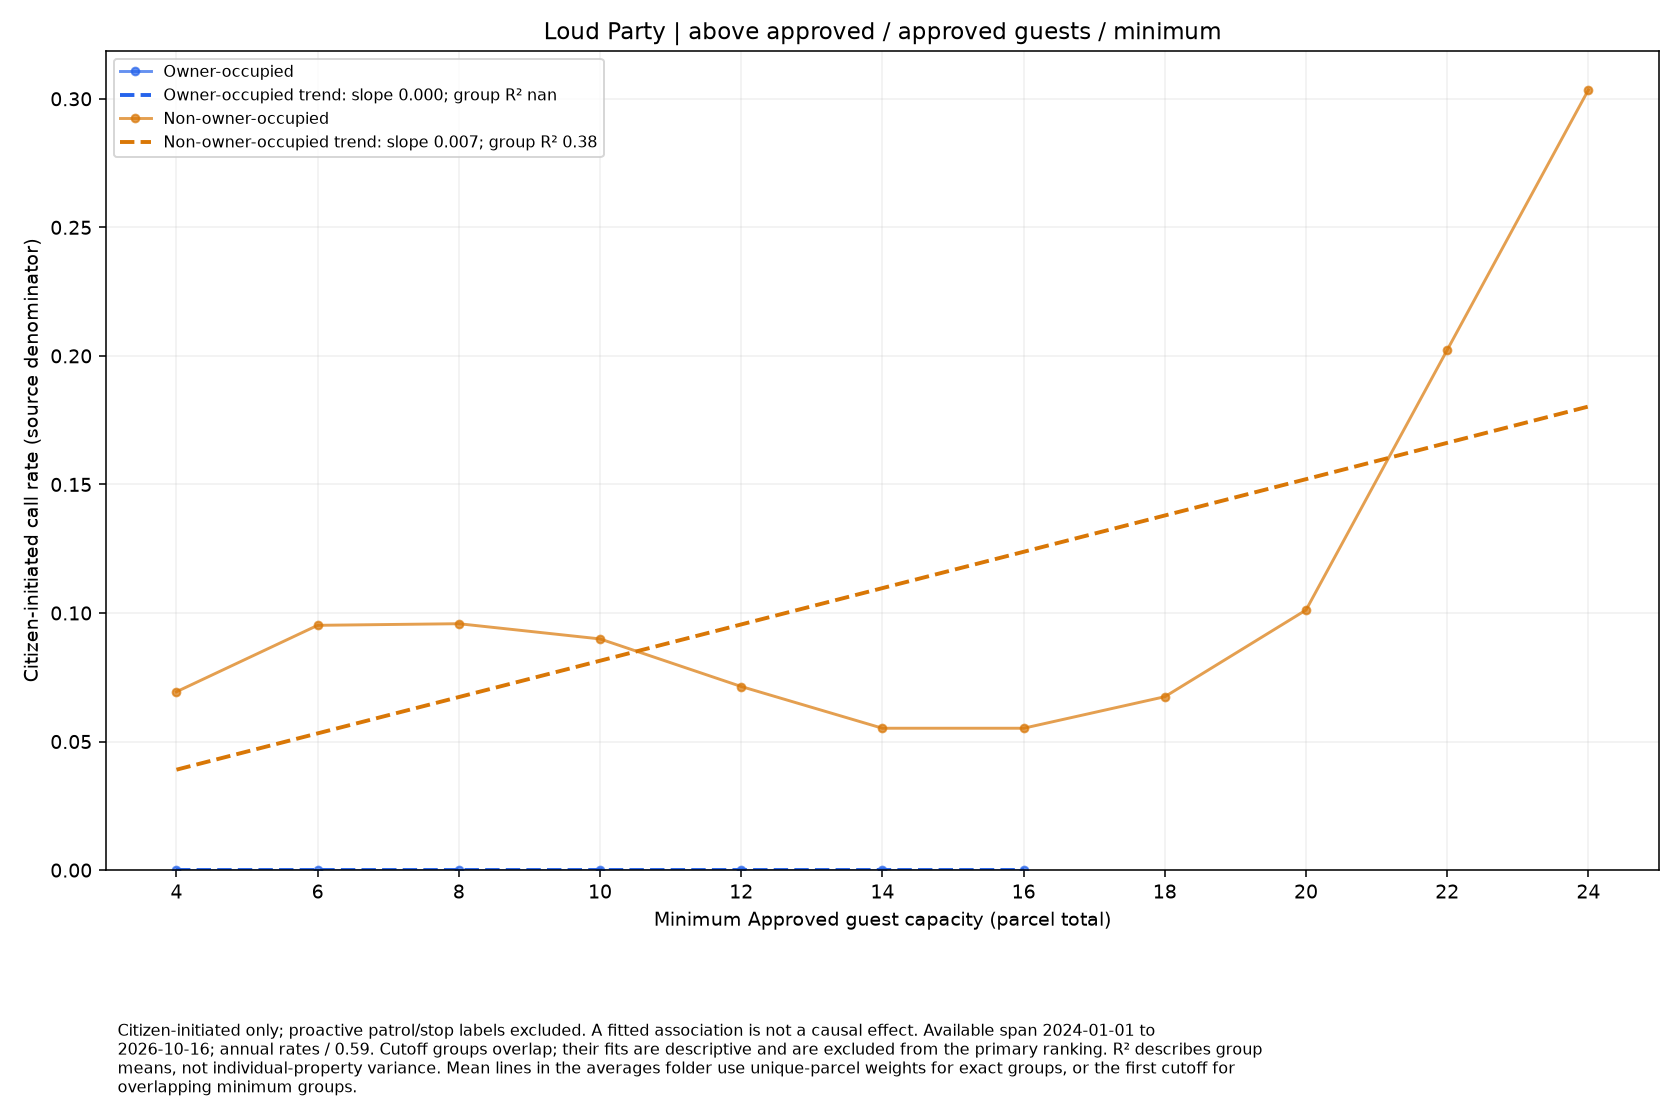 Loud Party | above approved / approved guests / minimum
Owner-occupied
Owner-occupied trend: slope 0.000; group R² nan
Non-owner-occupied
Non-owner-occupied trend: slope 0.007; group R² 0.38
Citizen-initiated call rate (source denominator)
0.30
0.25
0.20
0.15
0.10
0.05
0.00
4 6 8 10 12 14 16 18 20 22 24
Minimum Approved guest capacity (parcel total)
Citizen-initiated only; proactive patrol/stop labels excluded. A fitted association is not a causal effect. Available span 2024-01-01 to
2026-10-16; annual rates / 0.59. Cutoff groups overlap; their fits are descriptive and are excluded from the primary ranking. R² describes group
means, not individual-property variance. Mean lines in the averages folder use unique-parcel weights for exact groups, or the first cutoff for
overlapping minimum groups.